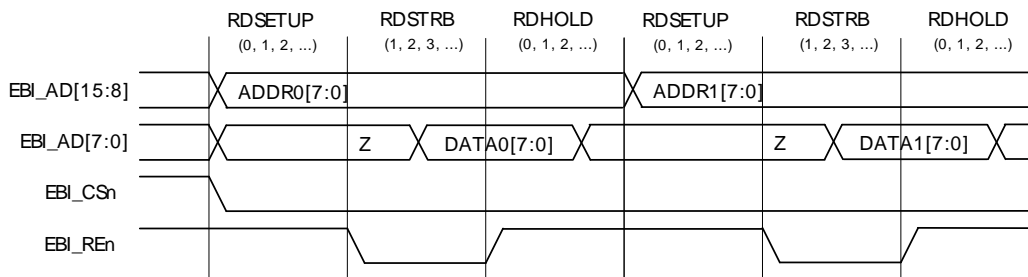 RDSETUP RDSTRB RDHOLD RDSETUP RDSTRB RDHOLD
(0, 1, 2, ...) (1, 2, 3, ...) (0, 1, 2, ...) (0, 1, 2, ...) (1, 2, 3, ...) (0, 1, 2, ...)
EBI_AD[15:8] ADDR0[7:0] ADDR1[7:0]
EBI_AD[7:0] Z DATA0[7:0] Z DATA1[7:0]
EBI_CSn
EBI_REn